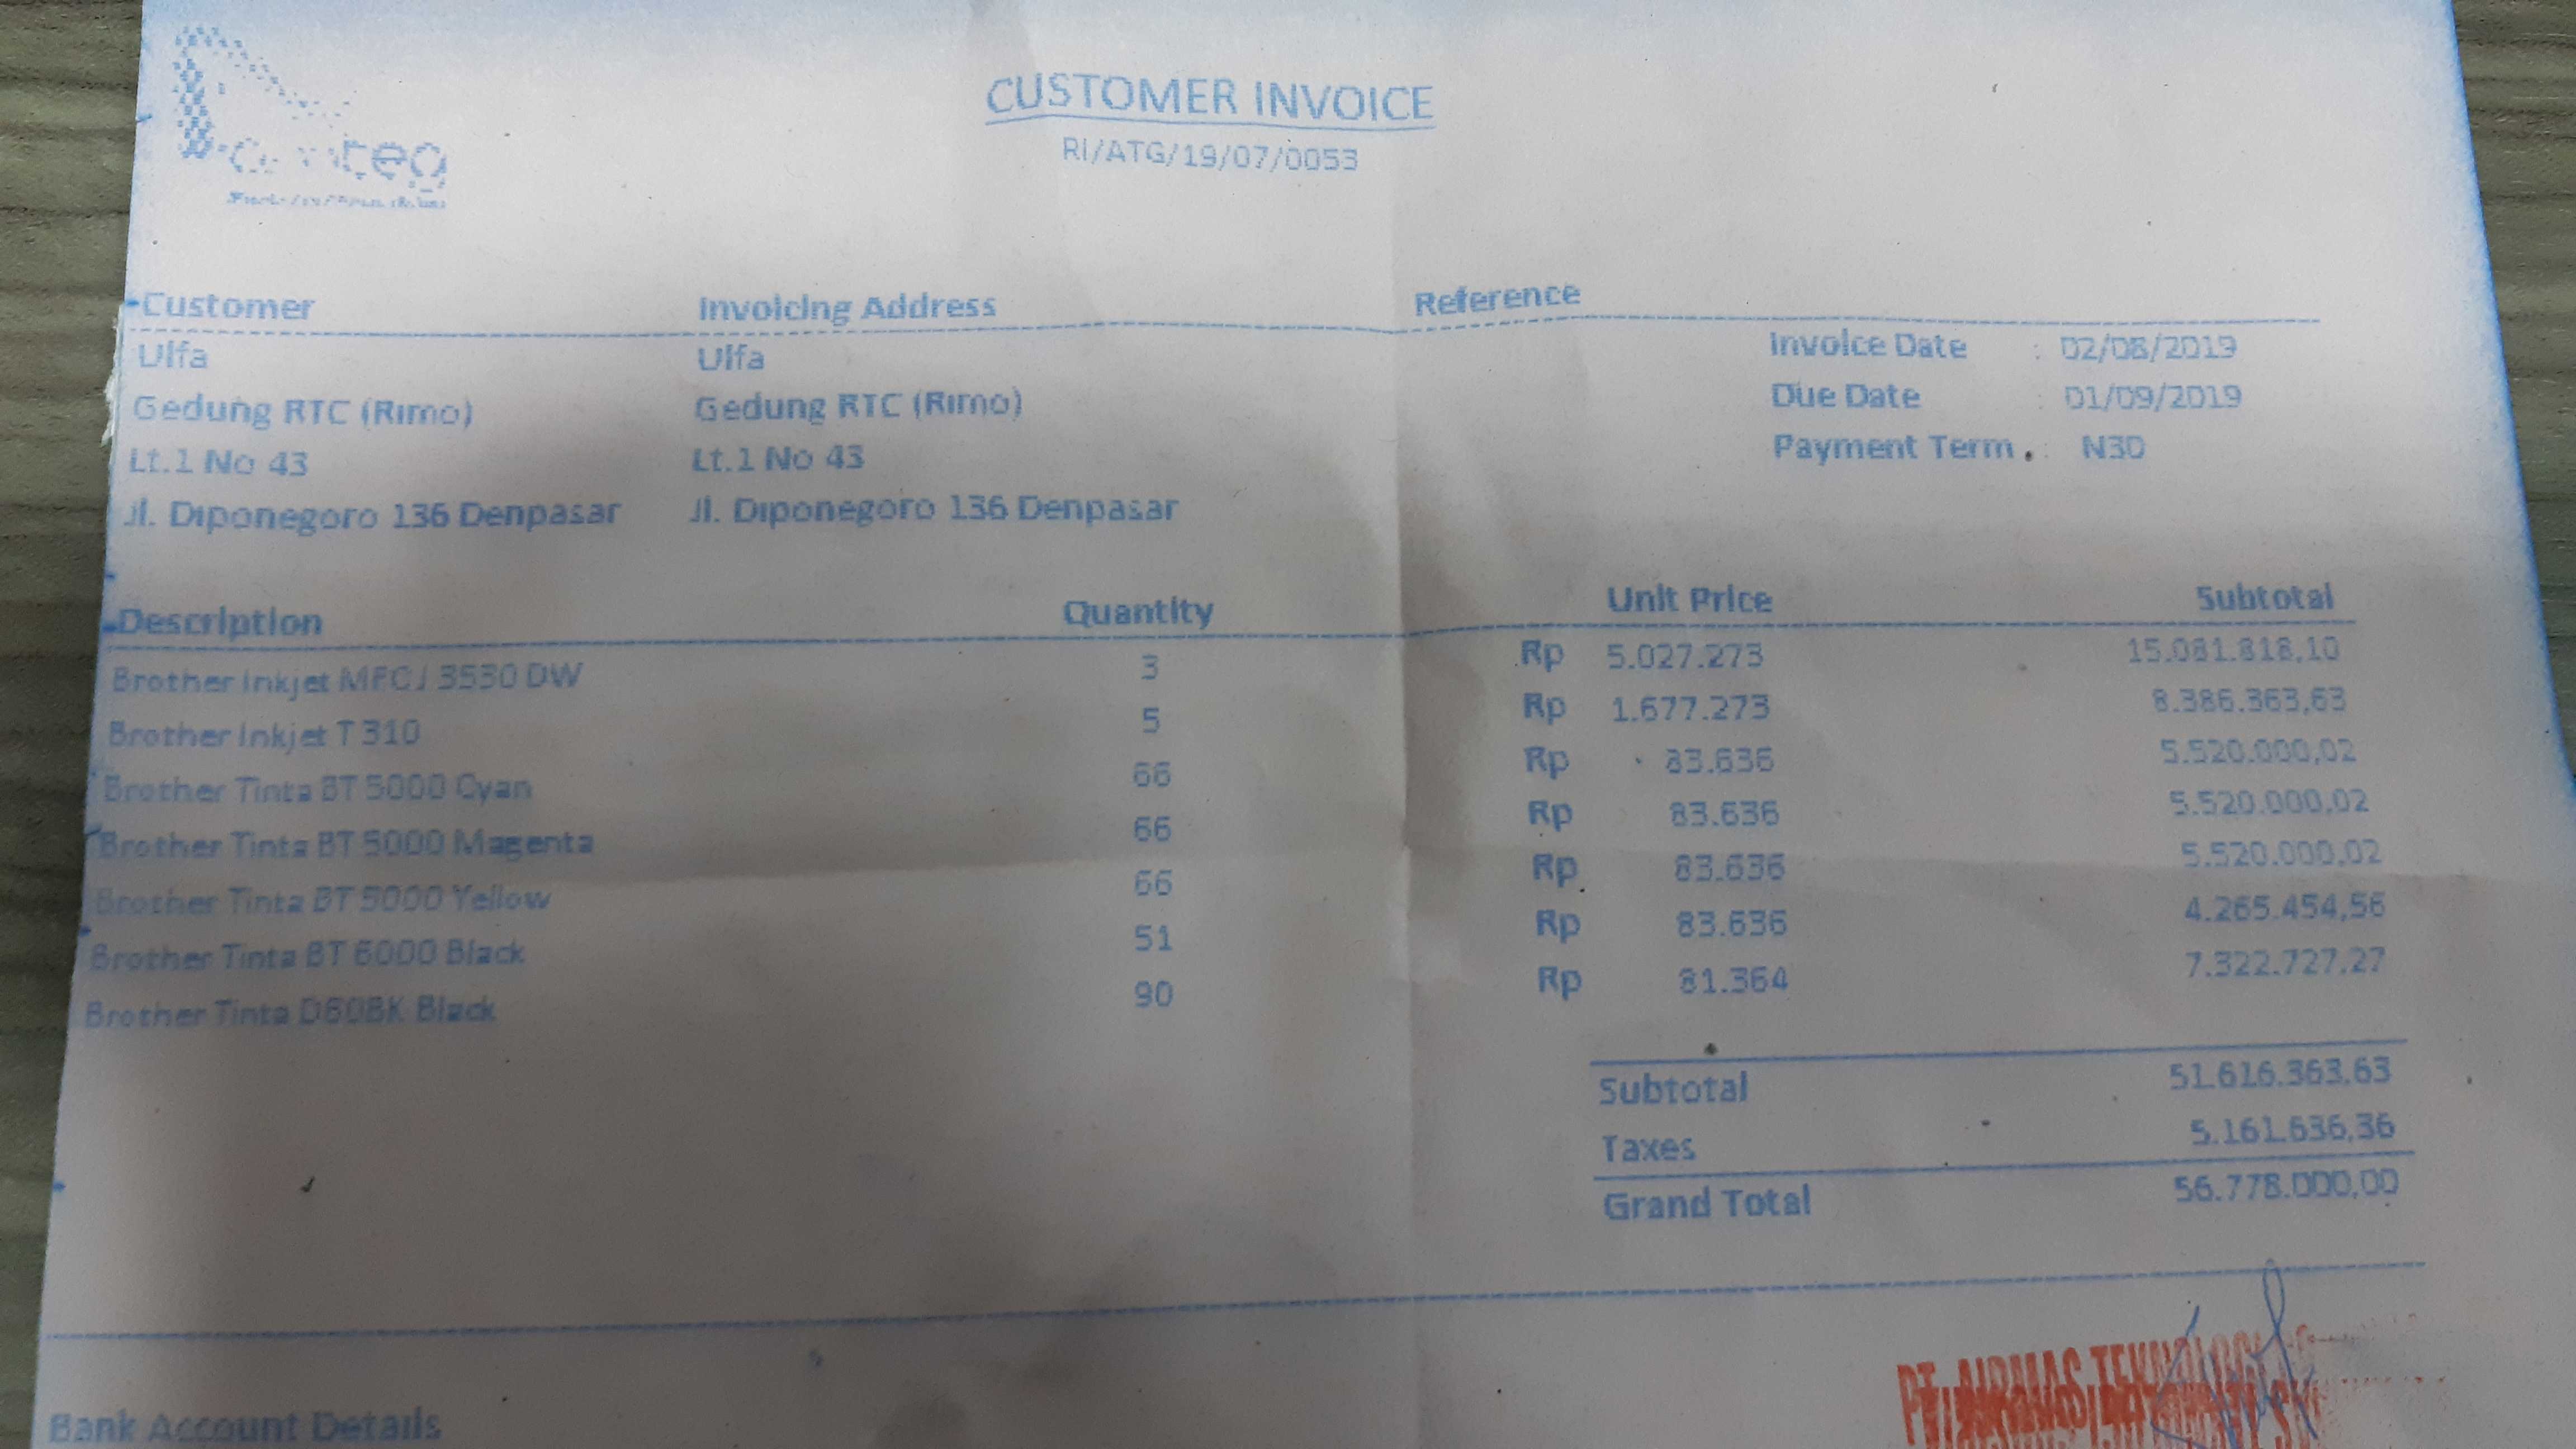 CUSTOMER INVOICE
RI/ATG/19/07/0053
Customer Invoicing Address Reference
Ulfa Ulfa Invoice Date : 02/08/2019
Gedung RTC (Rimo) Gedung RTC (Rimo) Due Date : 01/09/2019
Lt.1 No 43 Lt.1 No 43 Payment Term : N30
Jl. Diponegoro 136 Denpasar Jl. Diponegoro 136 Denpasar
Description Quantity Unit Price Subtotal
Brother Inkjet MFCJ 3530 DW 3 Rp 5.027.273 15.081.818,10
Brother Inkjet T 310 5 Rp 1.677.273 8.386.363,63
Brother Tinta BT 5000 Cyan 66 Rp 83.636 5.520.000,02
Brother Tinta BT 5000 Magenta 66 Rp 83.636 5.520.000,02
Brother Tinta BT 5000 Yellow 66 Rp 83.636 5.520.000,02
Brother Tinta BT 6000 Black 51 Rp 83.636 4.265.454,56
Brother Tinta D60BK Black 90 Rp 81.364 7.322.727,27
Subtotal 51.616.363,63
Taxes 5.161.636,36
Grand Total 56.778.000,00
PT. AIRMAS
Bank Account Details